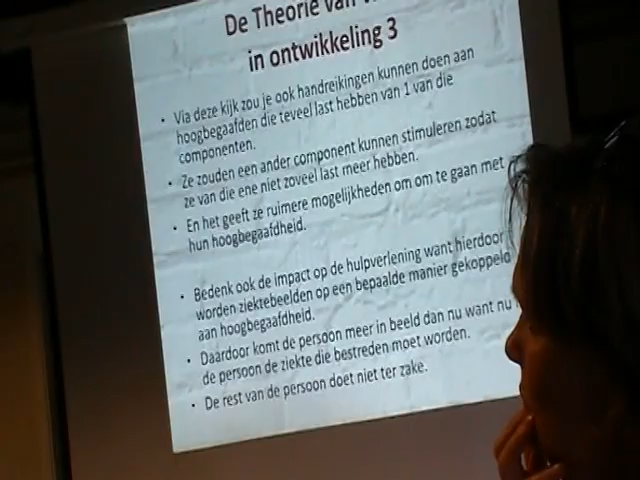 De Theorie van
in ontwikkeling 3
• Via deze kijk zou je ook handreikingen kunnen doen aan
hoogbegaafden die teveel last hebben van 1 van die
componenten.
• Ze zouden een ander component kunnen stimuleren zodat
ze van die ene niet zoveel last meer hebben.
• En het geeft ze ruimere mogelijkheden om om te gaan met
hun hoogbegaafdheid.
• Bedenk ook de impact op de hulpverlening want hierdoor
worden ziektebeelden op een bepaalde manier gekoppeld
aan hoogbegaafdheid.
• Daardoor komt de persoon meer in beeld dan nu want nu
de persoon de ziekte die bestreden moet worden.
• De rest van de persoon doet niet ter zake.